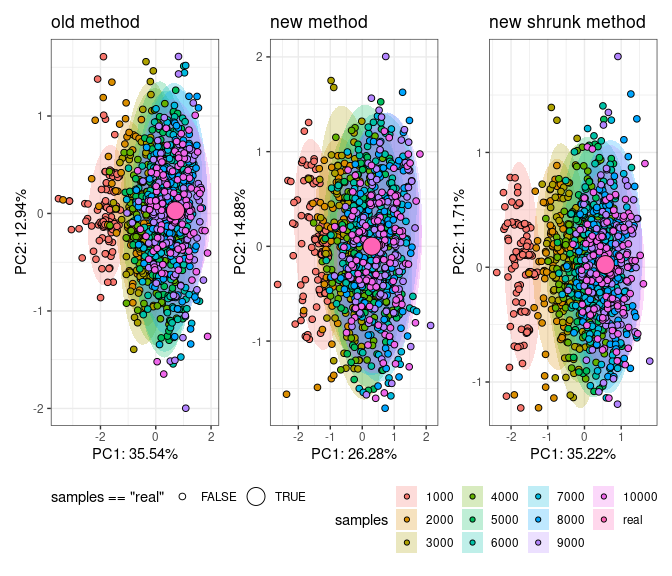 old method
new method
new shrunk method
PC2: 12.94%
1
0
-1
-2
-2
0
2
PC1: 35.54%
PC2: 14.88%
2
1
0
-1
-2
-1
0
1
2
PC1: 26.28%
PC2: 11.71%
1
0
-1
-2
-1
0
1
PC1: 35.22%
samples == "real"
FALSE
TRUE
samples
1000
2000
3000
4000
5000
6000
7000
8000
9000
10000
real